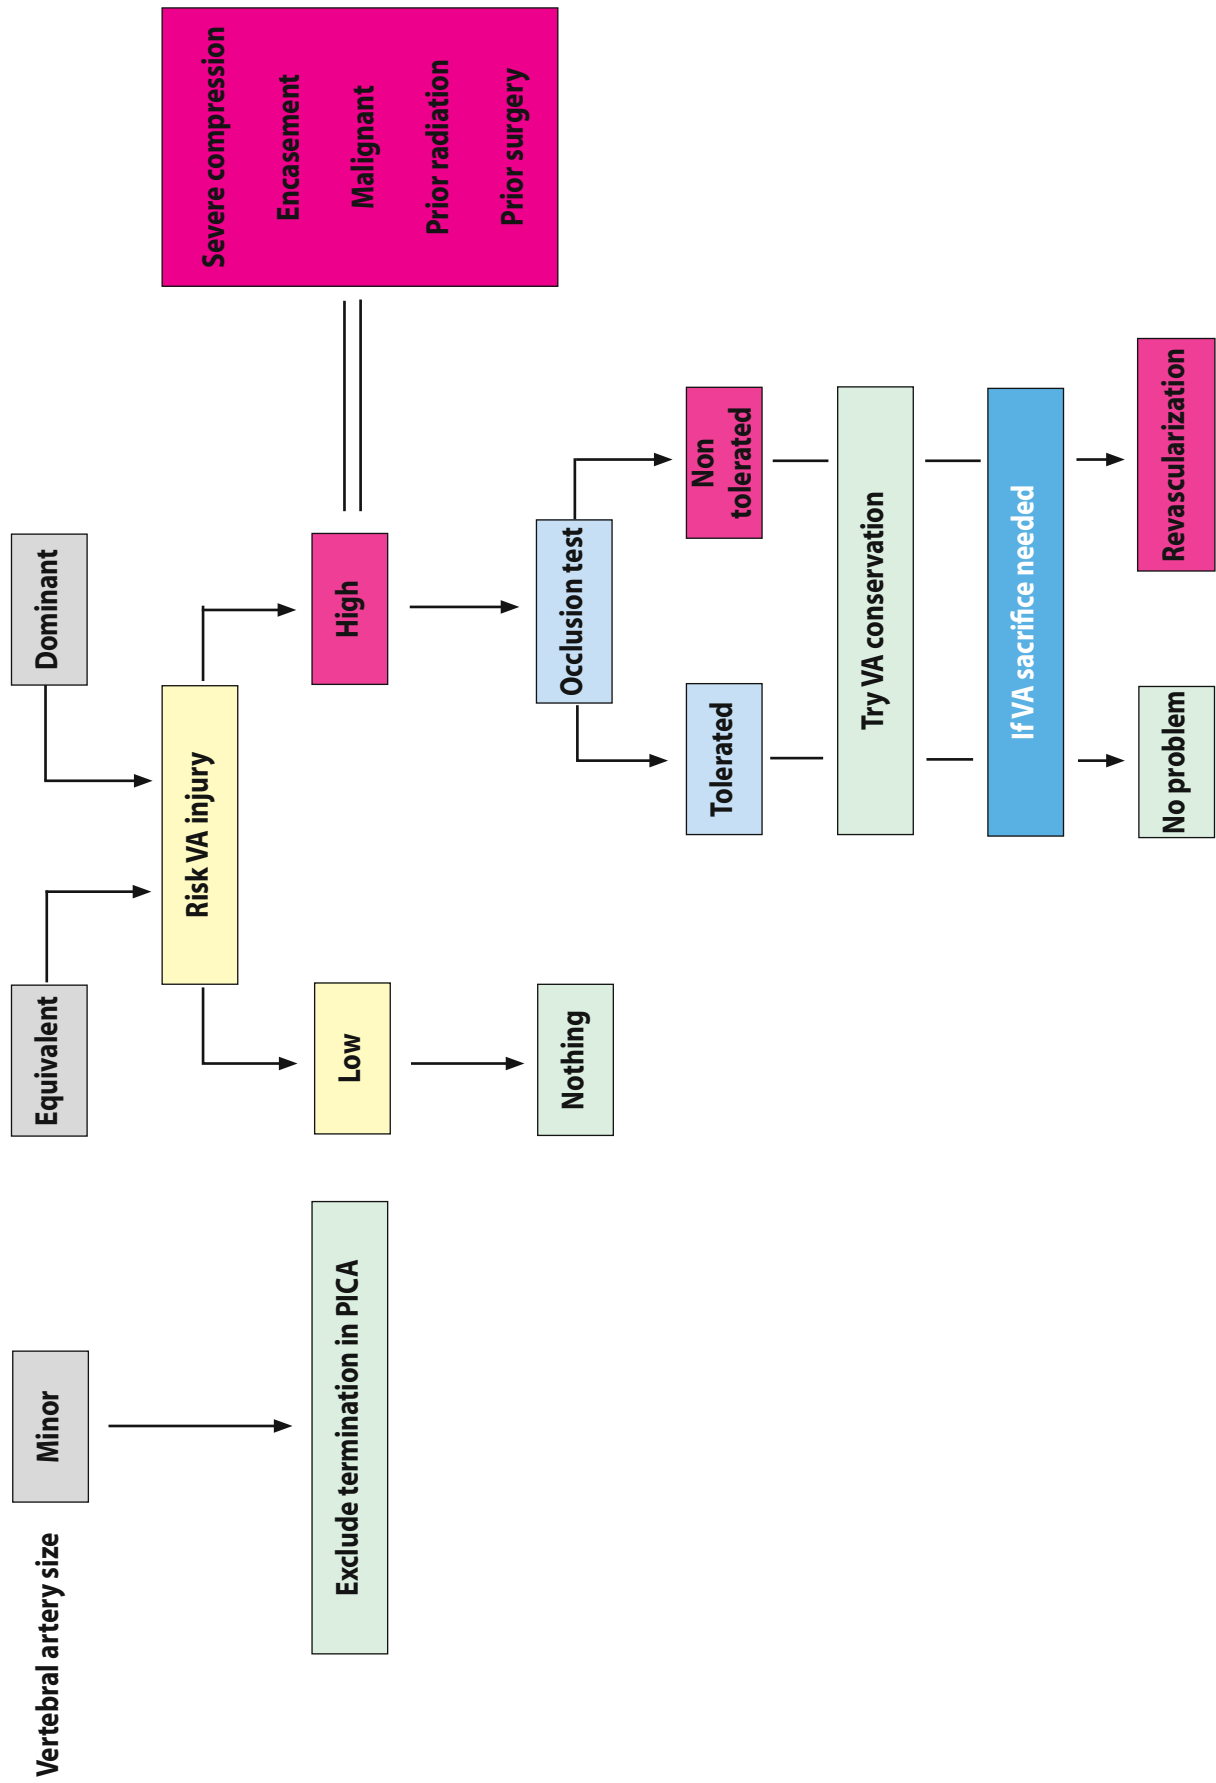 Vertebral artery size
Minor
Equivalent
Dominant
Risk VA injury
Exclude termination in PICA
Low
High
Severe compression
Encasement
Malignant
Prior radiation
Prior surgery
Nothing
Occlusion test
Tolerated
Non
tolerated
Try VA conservation
If VA sacrifice needed
No problem
Revascularization